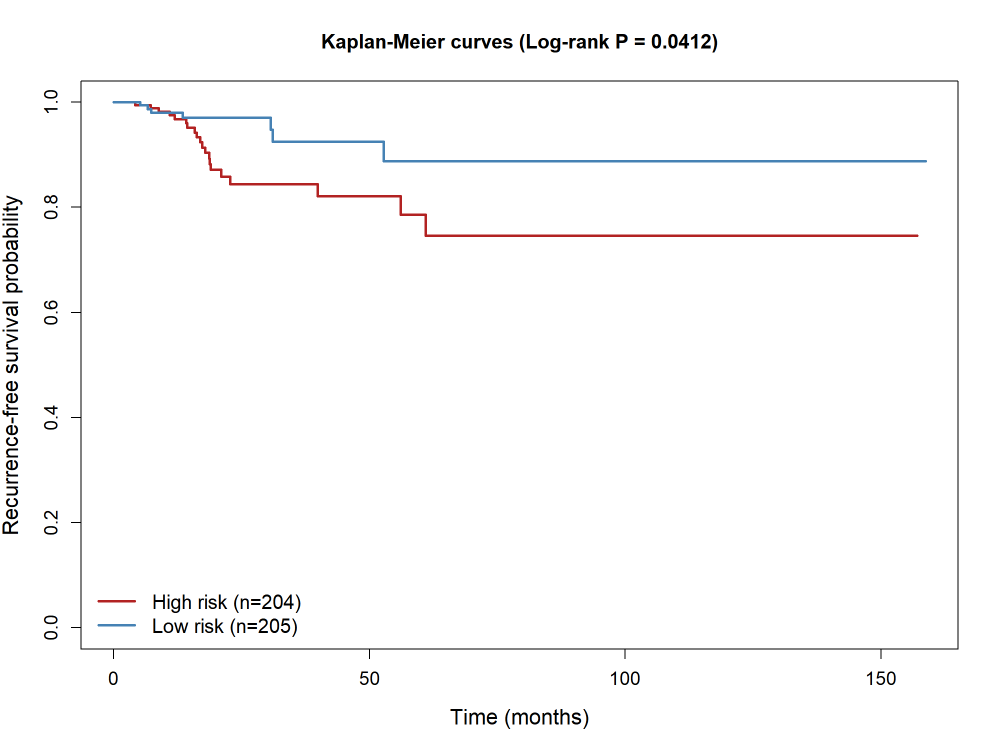 Kaplan-Meier curves (Log-rank P = 0.0412)
Recurrence-free survival probability
1.0
0.8
0.6
0.4
0.2
0.0
High risk (n=204)
Low risk (n=205)
0
50
100
150
Time (months)